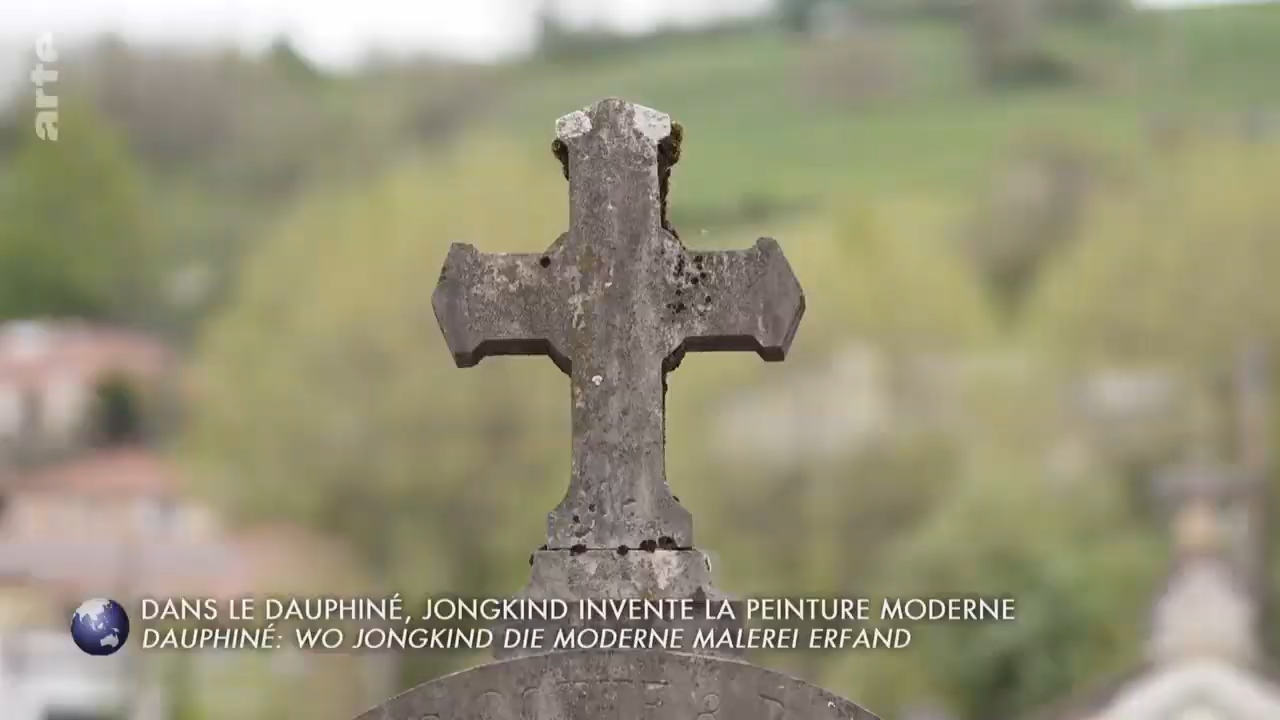 arte
DANS LE DAUPHINÉ, JONGKIND INVENTE LA PEINTURE MODERNE
DAUPHINÉ: WO JONGKIND DIE MODERNE MALEREI ERFAND